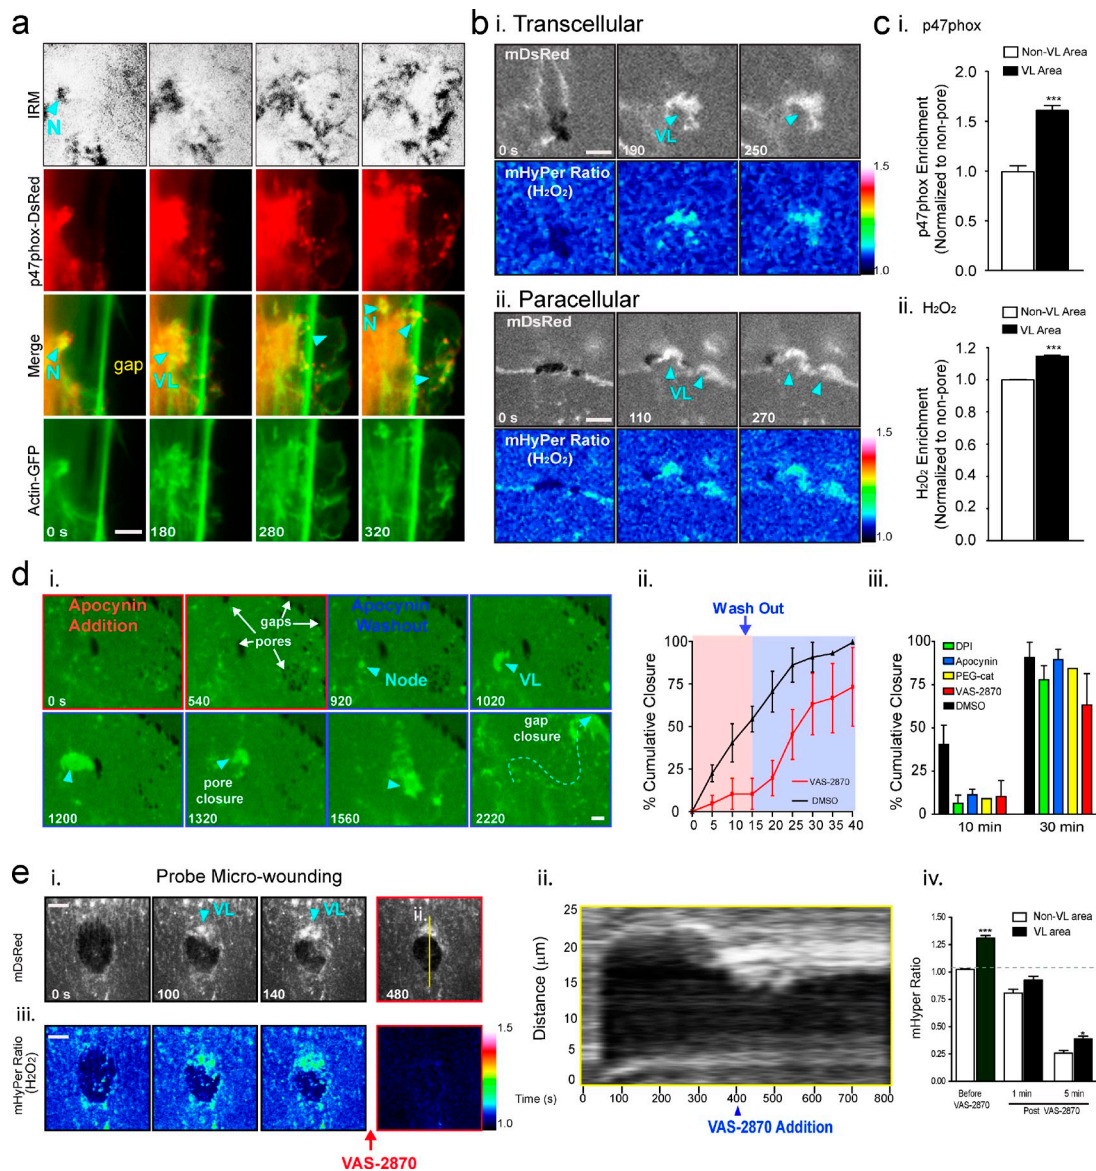 a
IRM
N
p47phox-DsRed
Merge
N
VL
gap
N
Actin-GFP
0 s
180
280
320
b i. Transcellular
mDsRed
VL
0 s
190
250
mHyPer Ratio
(H2O2)
1.5
1.0
ii. Paracellular
mDsRed
VL
0 s
110
270
mHyPer Ratio
(H2O2)
1.5
1.0
c i. p47phox
Non-VL Area
VL Area
***
p47phox Enrichment
(Normalized to non-pore)
2.0
1.5
1.0
0.5
0.0
ii. H2O2
Non-VL Area
VL Area
***
H2O2 Enrichment
(Normalized to non-pore)
1.2
1.0
0.8
0.6
0.4
0.2
0.0
d i.
Apocynin
Addition
0 s
gaps
pores
540
Apocynin
Washout
Node
920
VL
1020
1200
pore
closure
1320
1560
gap
closure
2220
ii.
Wash Out
% Cumulative Closure
100
75
50
25
0
VAS-2870
DMSO
0 5 10 15 20 25 30 35 40
iii.
% Cumulative Closure
100
75
50
25
0
DPI
Apocynin
PEG-cat
VAS-2870
DMSO
10 min
30 min
e i. Probe Micro-wounding
mDsRed
VL
VL
ii.
0 s
100
140
480
iii.
mHyPer Ratio
(H2O2)
1.5
1.0
VAS-2870
ii.
Distance (μm)
25
20
15
10
5
0
Time (s)
0 100 200 300 400 500 600 700 800
VAS-2870 Addition
iv.
Non-VL area
VL area
mHyper Ratio
1.50
1.25
1.00
0.75
0.50
0.25
0.00
***
*
Before
VAS-2870
1 min
5 min
Post VAS-2870